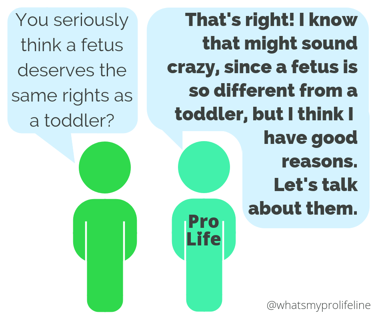 You seriously
think a fetus
deserves the
same rights as
a toddler?
That's right! I know
that might sound
crazy, since a fetus is
so different from a
toddler, but I think I
have good
reasons.
Let's talk
about them.
Pro
Life
@whatsmyprolifeline